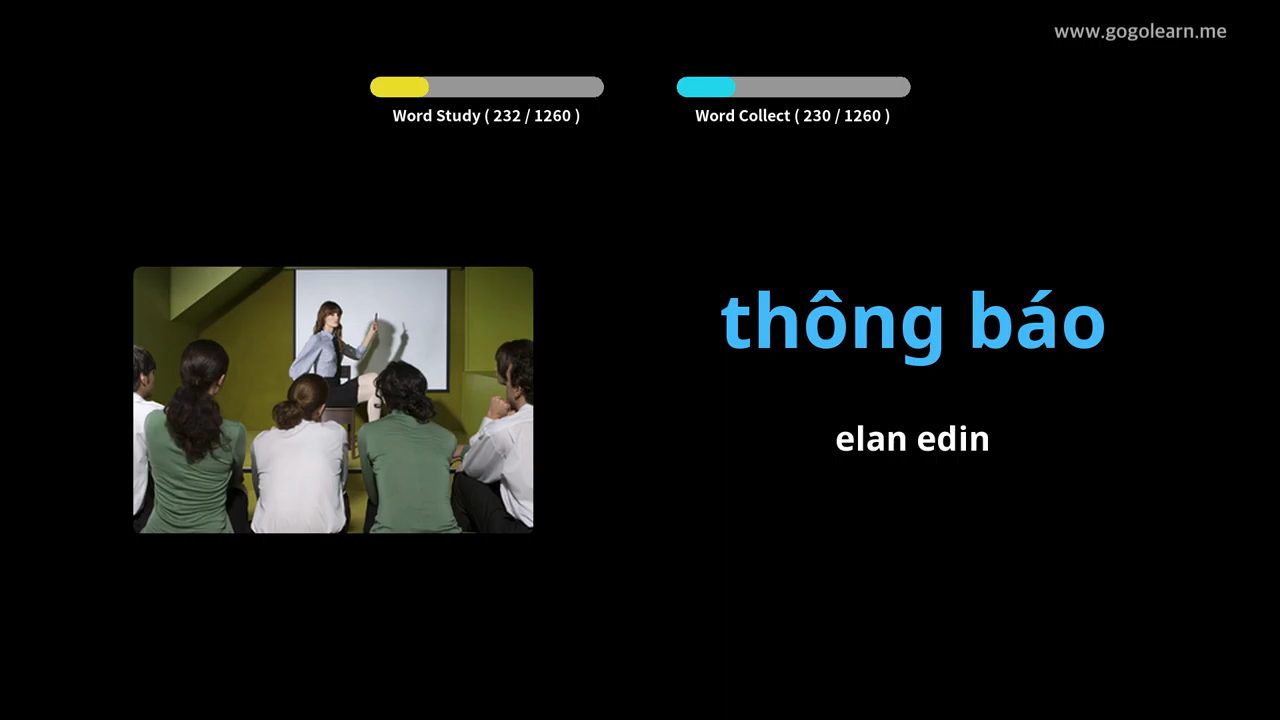 www.gogolearn.me
Word Study ( 232 / 1260 )
Word Collect ( 230 / 1260 )
thông báo
elan edin